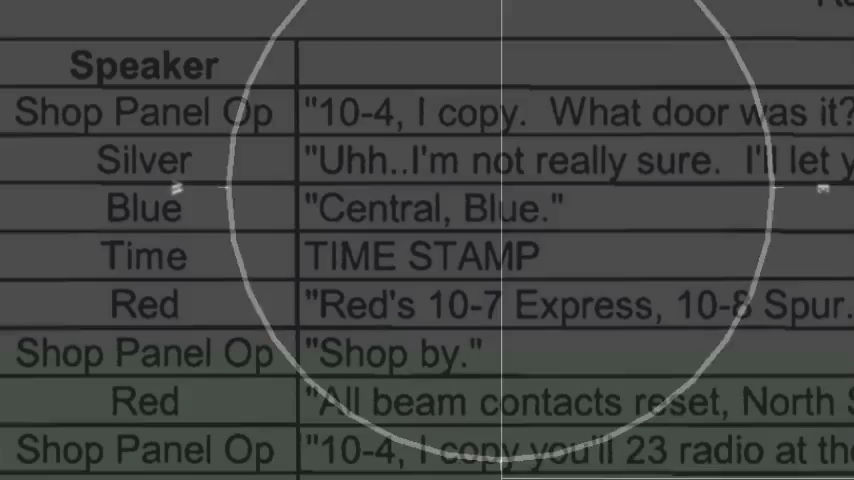 Speaker
Shop Panel Op "10-4, I copy. What door was it?
Silver "Uhh..I'm not really sure. I'll let y
Blue "Central, Blue."
Time TIME STAMP
Red "Red's 10-7 Express, 10-8 Spur.
Shop Panel Op "Shop by."
Red "All beam contacts reset, North S
Shop Panel Op "10-4, I copy you'll 23 radio at the